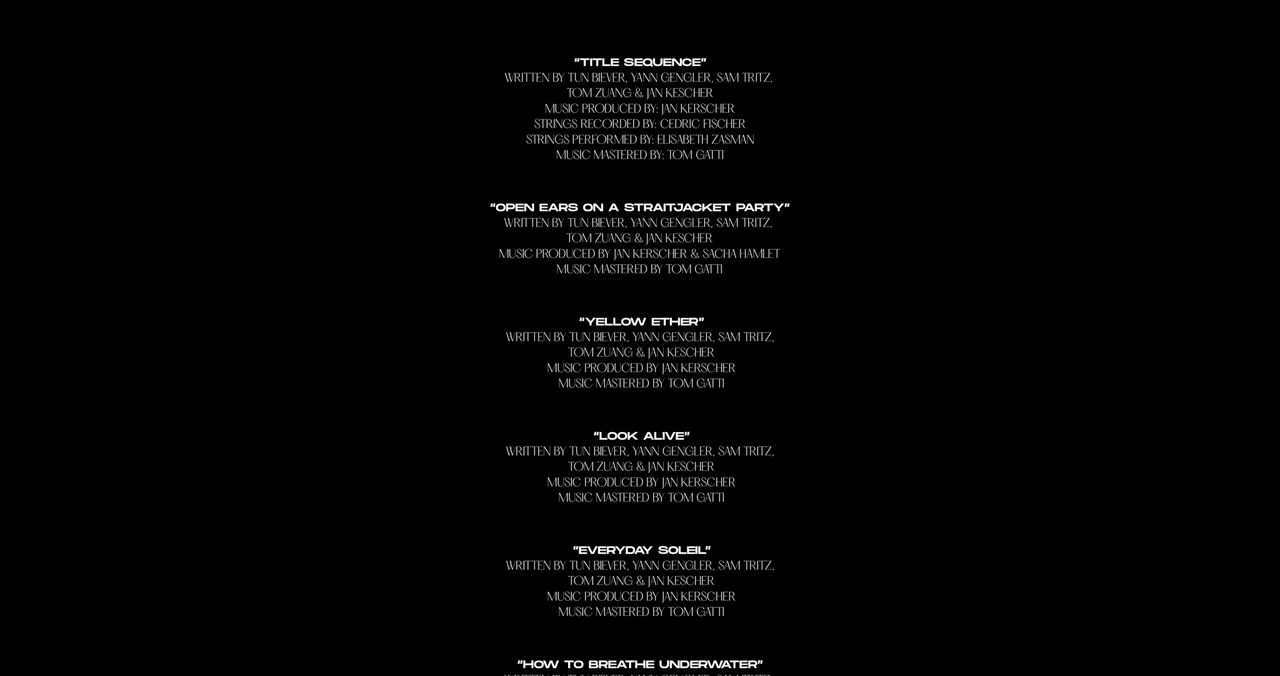 "TITLE SEQUENCE"
WRITTEN BY TUN BIEVER, YANN GENGLER, SAM TRITZ,
TOM ZUANG & JAN KESCHER
MUSIC PRODUCED BY: JAN KERSCHER
STRINGS RECORDED BY: CEDRIC FISCHER
STRINGS PERFORMED BY: ELISABETH ZASMAN
MUSIC MASTERED BY: TOM GATTI
"OPEN EARS ON A STRAITJACKET PARTY"
WRITTEN BY TUN BIEVER, YANN GENGLER, SAM TRITZ,
TOM ZUANG & JAN KESCHER
MUSIC PRODUCED BY JAN KERSCHER & SACHA HAMLET
MUSIC MASTERED BY TOM GATTI
"YELLOW ETHER"
WRITTEN BY TUN BIEVER, YANN GENGLER, SAM TRITZ,
TOM ZUANG & JAN KESCHER
MUSIC PRODUCED BY JAN KERSCHER
MUSIC MASTERED BY TOM GATTI
"LOOK ALIVE"
WRITTEN BY TUN BIEVER, YANN GENGLER, SAM TRITZ,
TOM ZUANG & JAN KESCHER
MUSIC PRODUCED BY JAN KERSCHER
MUSIC MASTERED BY TOM GATTI
"EVERYDAY SOLEIL"
WRITTEN BY TUN BIEVER, YANN GENGLER, SAM TRITZ,
TOM ZUANG & JAN KESCHER
MUSIC PRODUCED BY JAN KERSCHER
MUSIC MASTERED BY TOM GATTI
"HOW TO BREATHE UNDERWATER"